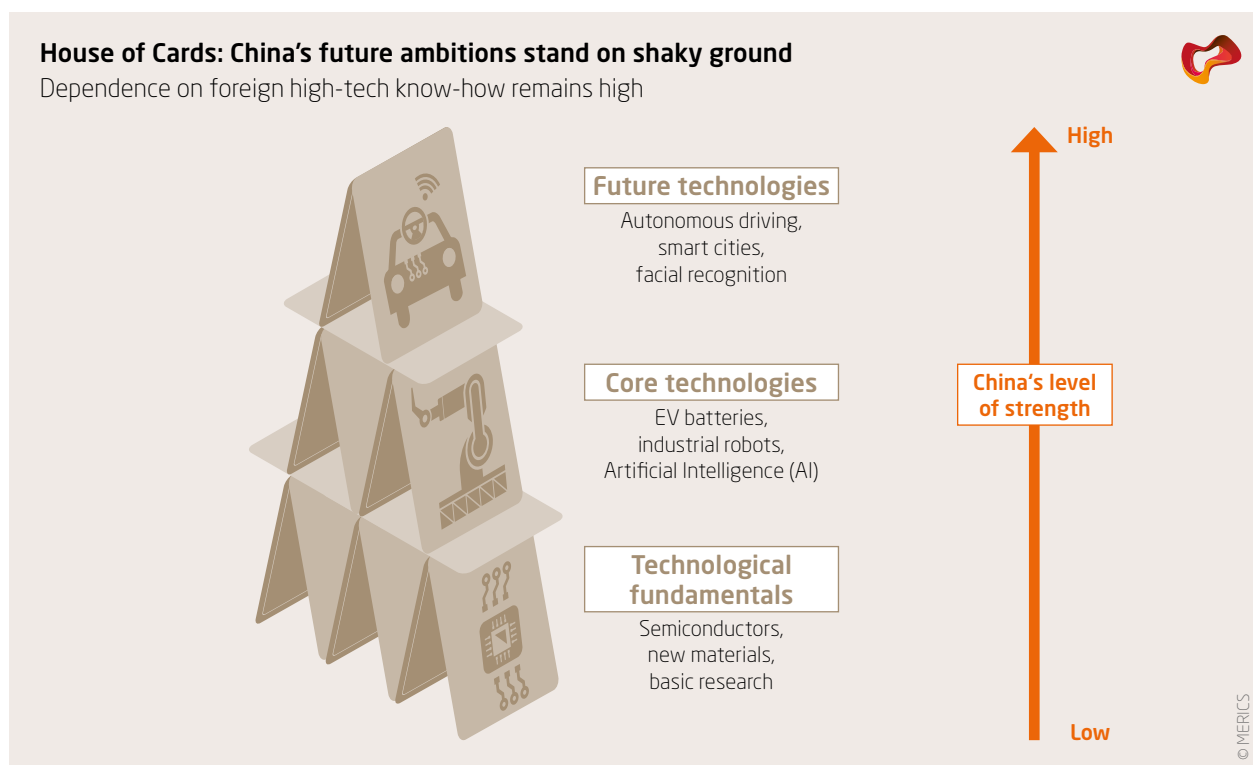 House of Cards: China's future ambitions stand on shaky ground
Dependence on foreign high-tech know-how remains high
High
Future technologies
Autonomous driving,
smart cities,
facial recognition
Core technologies
EV batteries,
industrial robots,
Artificial Intelligence (AI)
China's level
of strength
Technological
fundamentals
Semiconductors,
new materials,
basic research
Low
© MERICS